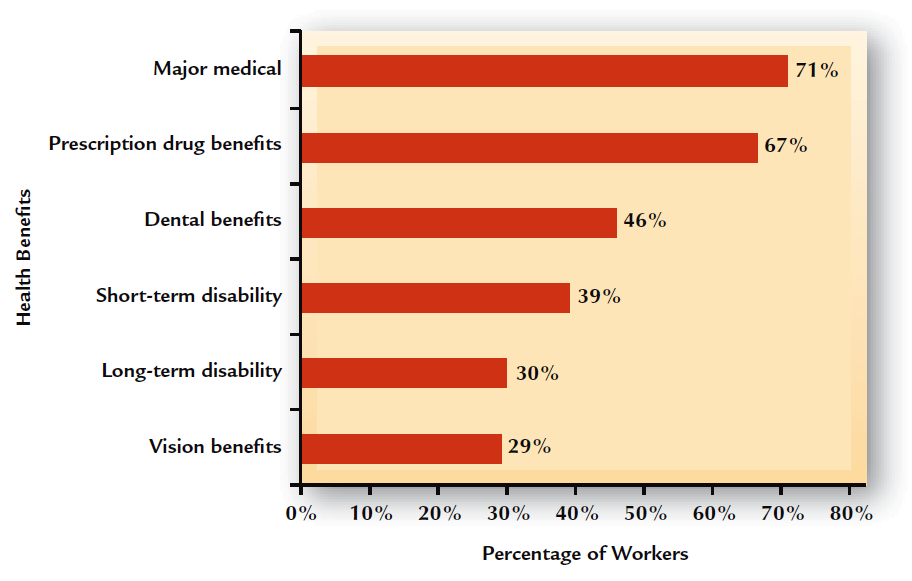 Major medical
71%
Prescription drug benefits
67%
Dental benefits
46%
Short-term disability
39%
Long-term disability
30%
Vision benefits
29%
Health Benefits
0% 10% 20% 30% 40% 50% 60% 70% 80%
Percentage of Workers